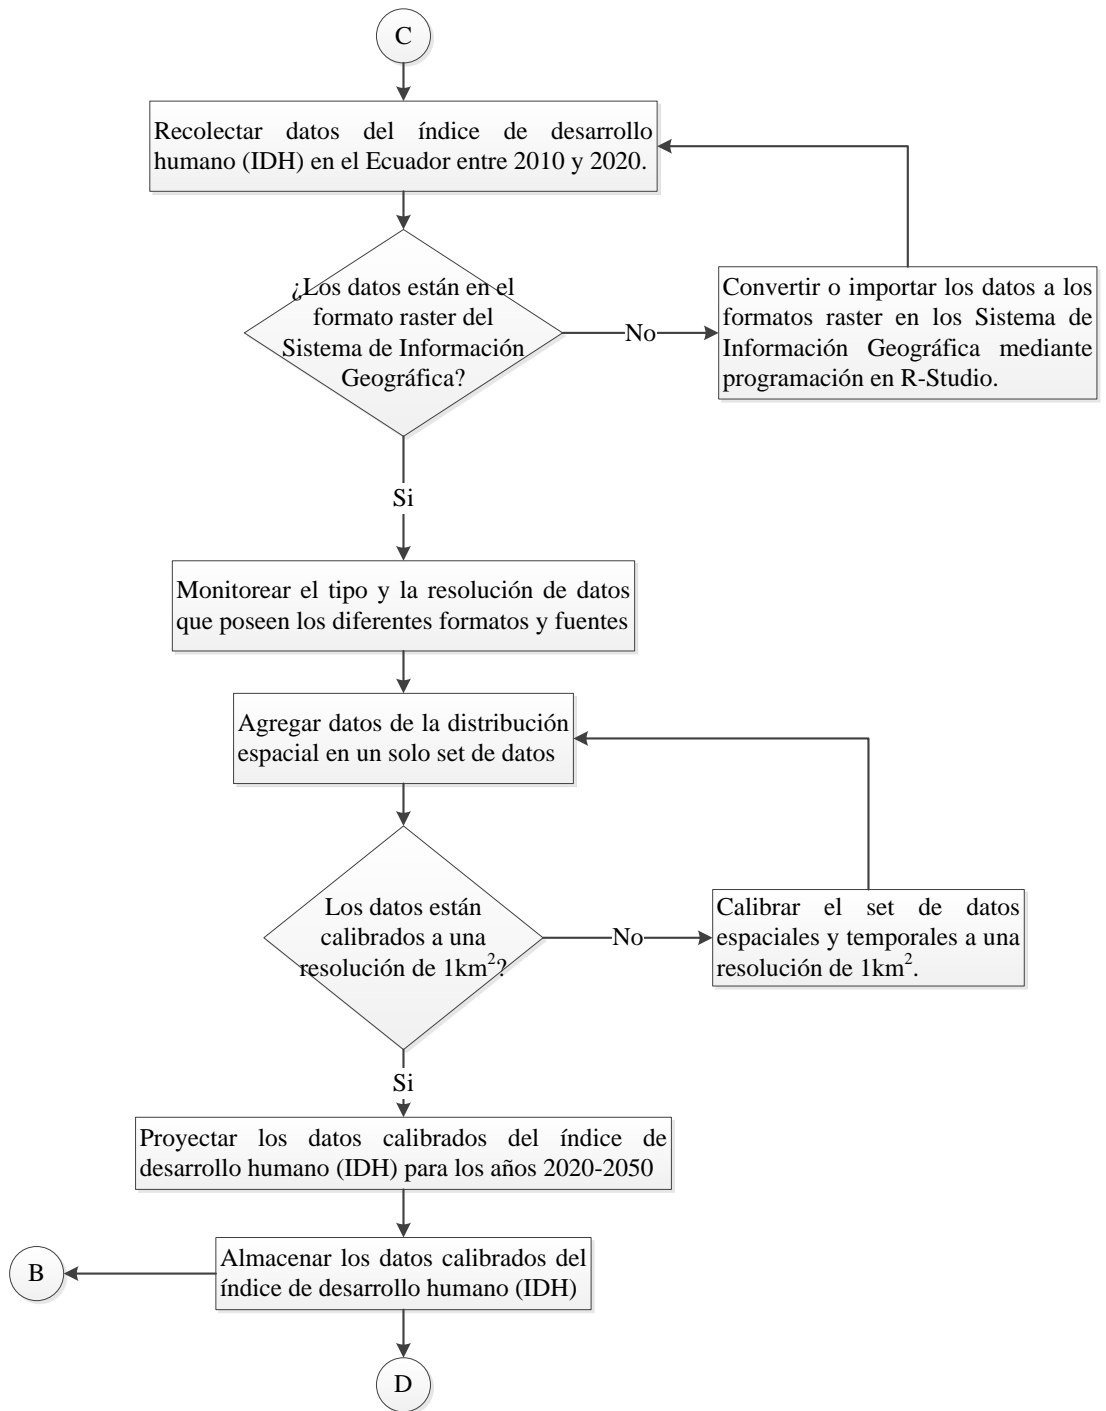 C
Recolectar datos del índice de desarrollo
humano (IDH) en el Ecuador entre 2010 y 2020.
¿Los datos están en el
formato raster del
Sistema de Información
Geográfica?
No
Convertir o importar los datos a los
formatos raster en los Sistema de
Información Geográfica mediante
programación en R-Studio.
Si
Monitorear el tipo y la resolución de datos
que poseen los diferentes formatos y fuentes
Agregar datos de la distribución
espacial en un solo set de datos
Los datos están
calibrados a una
resolución de 1km²?
No
Calibrar el set de datos
espaciales y temporales a una
resolución de 1km².
Si
Proyectar los datos calibrados del índice de
desarrollo humano (IDH) para los años 2020-2050
Almacenar los datos calibrados del
índice de desarrollo humano (IDH)
B
D